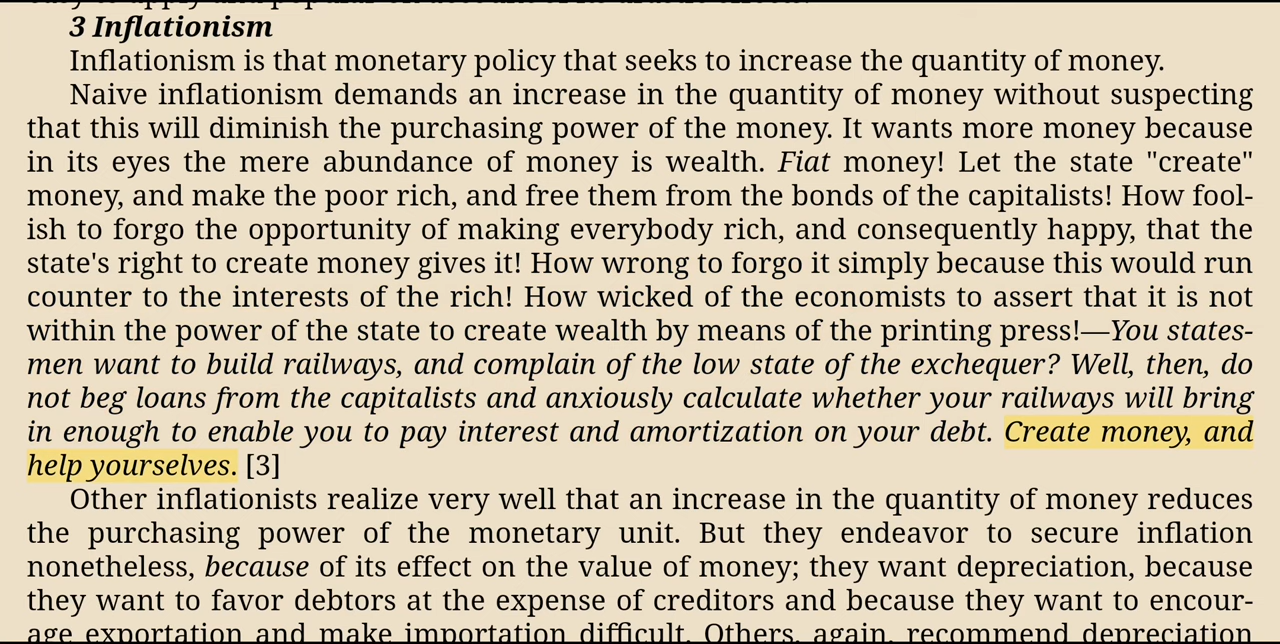 3 Inflationism
Inflationism is that monetary policy that seeks to increase the quantity of money.
Naive inflationism demands an increase in the quantity of money without suspecting
that this will diminish the purchasing power of the money. It wants more money because
in its eyes the mere abundance of money is wealth. Fiat money! Let the state "create"
money, and make the poor rich, and free them from the bonds of the capitalists! How fool-
ish to forgo the opportunity of making everybody rich, and consequently happy, that the
state's right to create money gives it! How wrong to forgo it simply because this would run
counter to the interests of the rich! How wicked of the economists to assert that it is not
within the power of the state to create wealth by means of the printing press!—You states-
men want to build railways, and complain of the low state of the exchequer? Well, then, do
not beg loans from the capitalists and anxiously calculate whether your railways will bring
in enough to enable you to pay interest and amortization on your debt. Create money, and
help yourselves. [3]
Other inflationists realize very well that an increase in the quantity of money reduces
the purchasing power of the monetary unit. But they endeavor to secure inflation
nonetheless, because of its effect on the value of money; they want depreciation, because
they want to favor debtors at the expense of creditors and because they want to encour-
age exportation and make importation difficult. Others, again, recommend depreciation